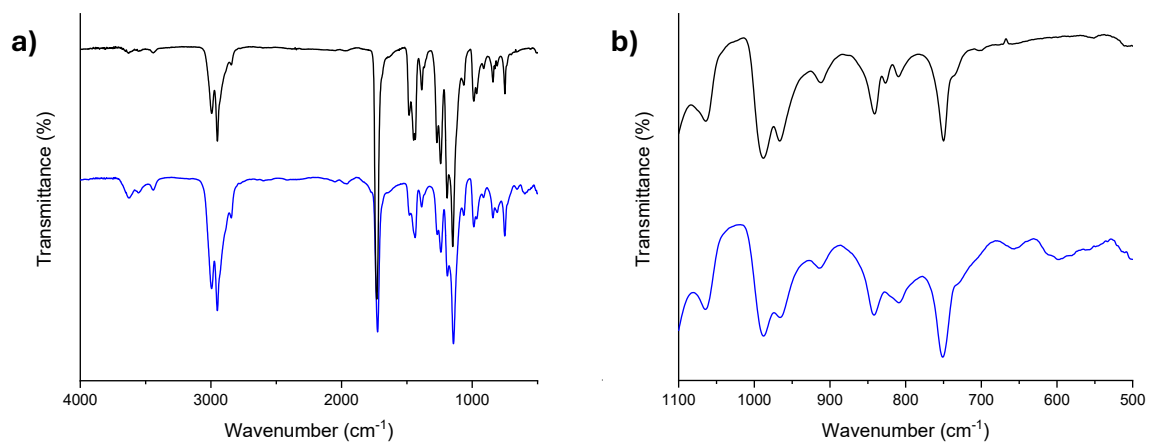 a)
Transmittance (%)
4000 3000 2000 1000
Wavenumber (cm⁻¹)
b)
Transmittance (%)
1100 1000 900 800 700 600 500
Wavenumber (cm⁻¹)